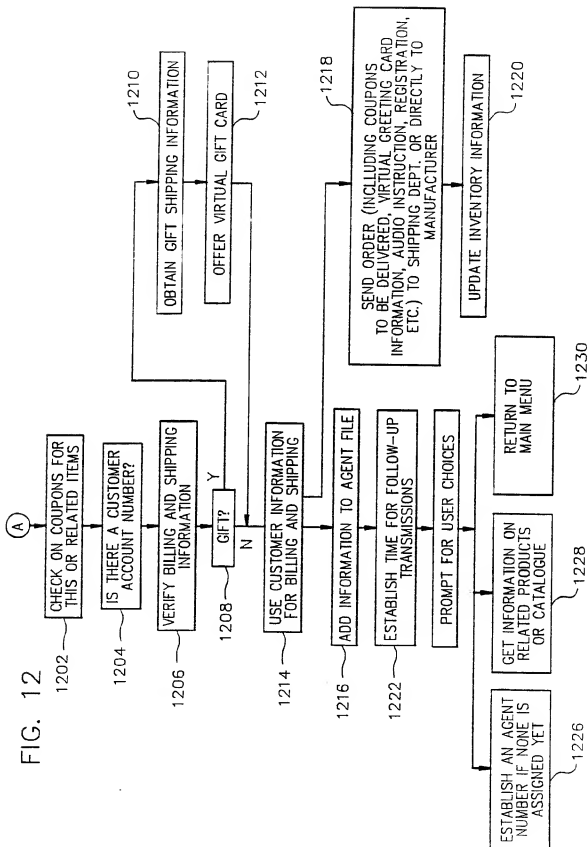 FIG. 12
A
CHECK ON COUPONS FOR
THIS OR RELATED ITEMS
1202
IS THERE A CUSTOMER
ACCOUNT NUMBER?
1204
VERIFY BILLING AND SHIPPING
INFORMATION
1206
GIFT?
1208
Y
N
OBTAIN GIFT SHIPPING INFORMATION
1210
OFFER VIRTUAL GIFT CARD
1212
USE CUSTOMER INFORMATION
FOR BILLING AND SHIPPING
1214
ADD INFORMATION TO AGENT FILE
1216
SEND ORDER (INCLUDING COUPONS
TO BE DELIVERED, VIRTUAL GREETING CARD
INFORMATION, AUDIO INSTRUCTION, REGISTRATION,
ETC.) TO SHIPPING DEPT. OR DIRECTLY TO
MANUFACTURER
1218
UPDATE INVENTORY INFORMATION
1220
ESTABLISH TIME FOR FOLLOW-UP
TRANSMISSIONS
1222
PROMPT FOR USER CHOICES
ESTABLISH AN AGENT
NUMBER IF NONE IS
ASSIGNED YET
1226
GET INFORMATION ON
RELATED PRODUCTS
OR CATALOGUE
1228
RETURN TO
MAIN MENU
1230